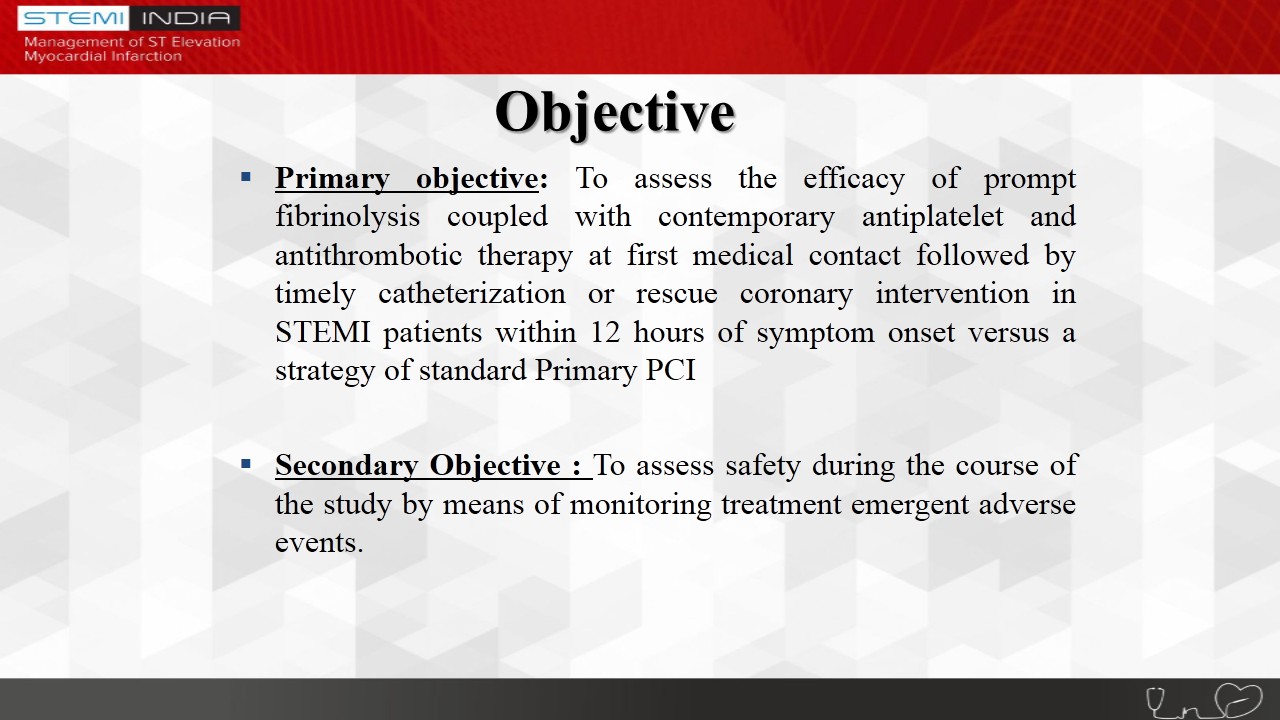 STEMI INDIA
Management of ST Elevation
Myocardial Infarction
Objective
▪ Primary objective: To assess the efficacy of prompt
fibrinolysis coupled with contemporary antiplatelet and
antithrombotic therapy at first medical contact followed by
timely catheterization or rescue coronary intervention in
STEMI patients within 12 hours of symptom onset versus a
strategy of standard Primary PCI
▪ Secondary Objective : To assess safety during the course of
the study by means of monitoring treatment emergent adverse
events.